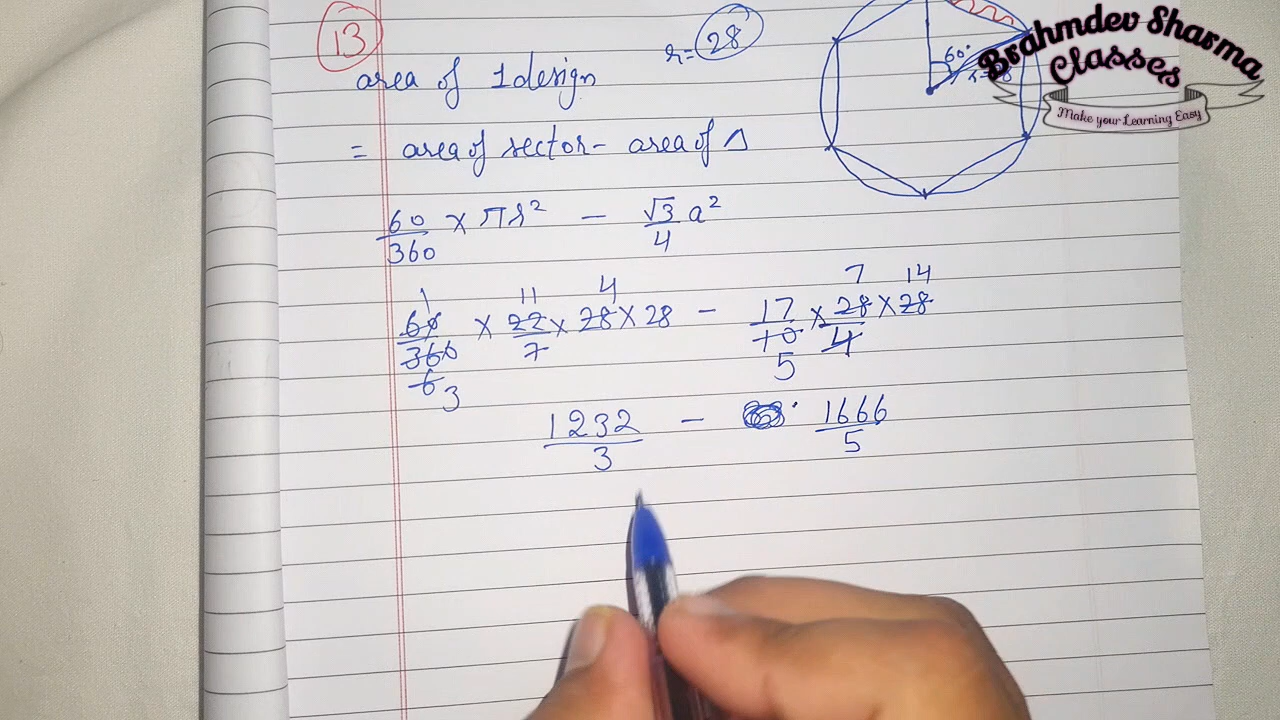 13
r = 28
area of 1 design
= area of sector - area of Δ
60/360 × πr² - √3/4 a²
1 11 4 7 14
60/360 × 22/7 × 28 × 28 - 17/10 × 28/4 × 28
6 3 5
1232/3 - 1666/5
60°
Brahmdev Sharma
Classes
Make your Learning Easy